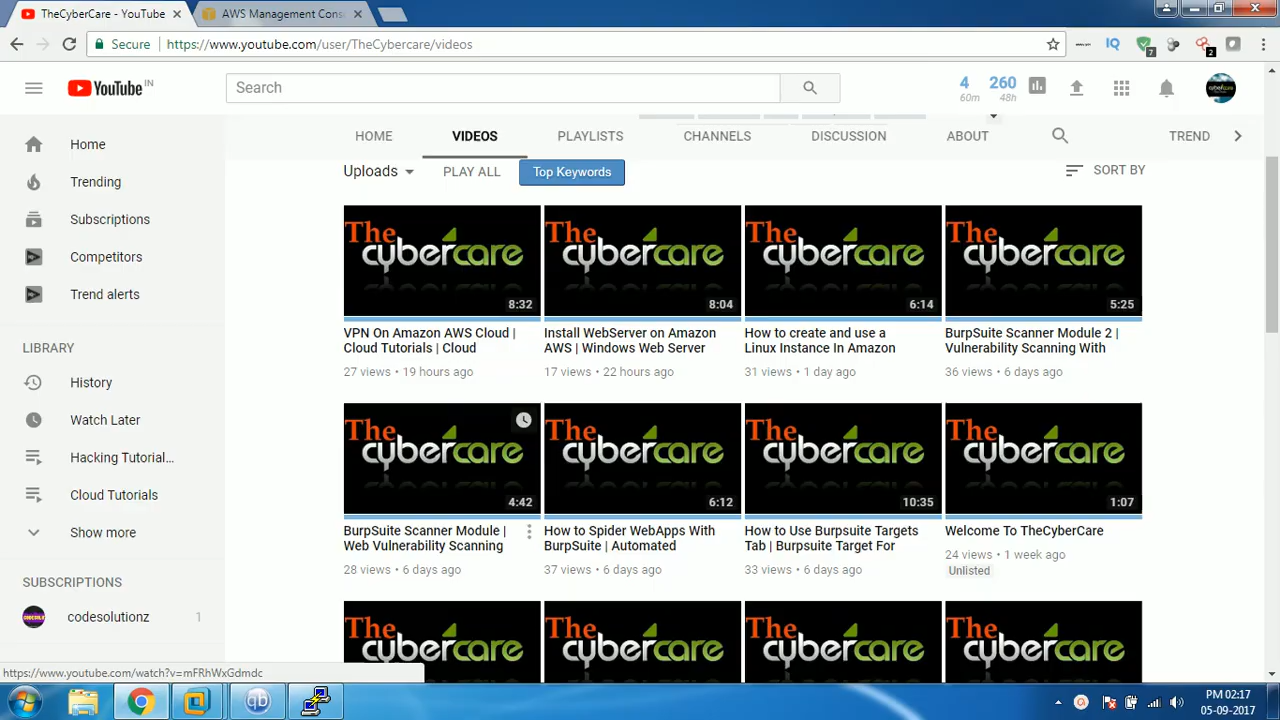 TheCyberCare - YouTube
AWS Management Cons
Secure
https://www.youtube.com/user/TheCybercare/videos
IQ
7
2
YouTube IN
Search
4
60m
260
48h
HOME
VIDEOS
PLAYLISTS
CHANNELS
DISCUSSION
ABOUT
TREND
Uploads
PLAY ALL
Top Keywords
SORT BY
Home
Trending
Subscriptions
Competitors
Trend alerts
LIBRARY
History
Watch Later
Hacking Tutorial...
Cloud Tutorials
Show more
SUBSCRIPTIONS
codesolutionz
1
The
cybercare
8:32
The
cybercare
8:04
The
cybercare
6:14
The
cybercare
5:25
VPN On Amazon AWS Cloud |
Cloud Tutorials | Cloud
27 views • 19 hours ago
Install WebServer on Amazon
AWS | Windows Web Server
17 views • 22 hours ago
How to create and use a
Linux Instance In Amazon
31 views • 1 day ago
BurpSuite Scanner Module 2 |
Vulnerability Scanning With
36 views • 6 days ago
The
cybercare
4:42
The
cybercare
6:12
The
cybercare
10:35
The
cybercare
1:07
BurpSuite Scanner Module |
Web Vulnerability Scanning
28 views • 6 days ago
How to Spider WebApps With
BurpSuite | Automated
37 views • 6 days ago
How to Use Burpsuite Targets
Tab | Burpsuite Target For
33 views • 6 days ago
Welcome To TheCyberCare
24 views • 1 week ago
Unlisted
The
cybercare
The
cybercare
The
cybercare
The
cybercare
https://www.youtube.com/watch?v=mFRhWxGdmdc
PM 02:17
05-09-2017